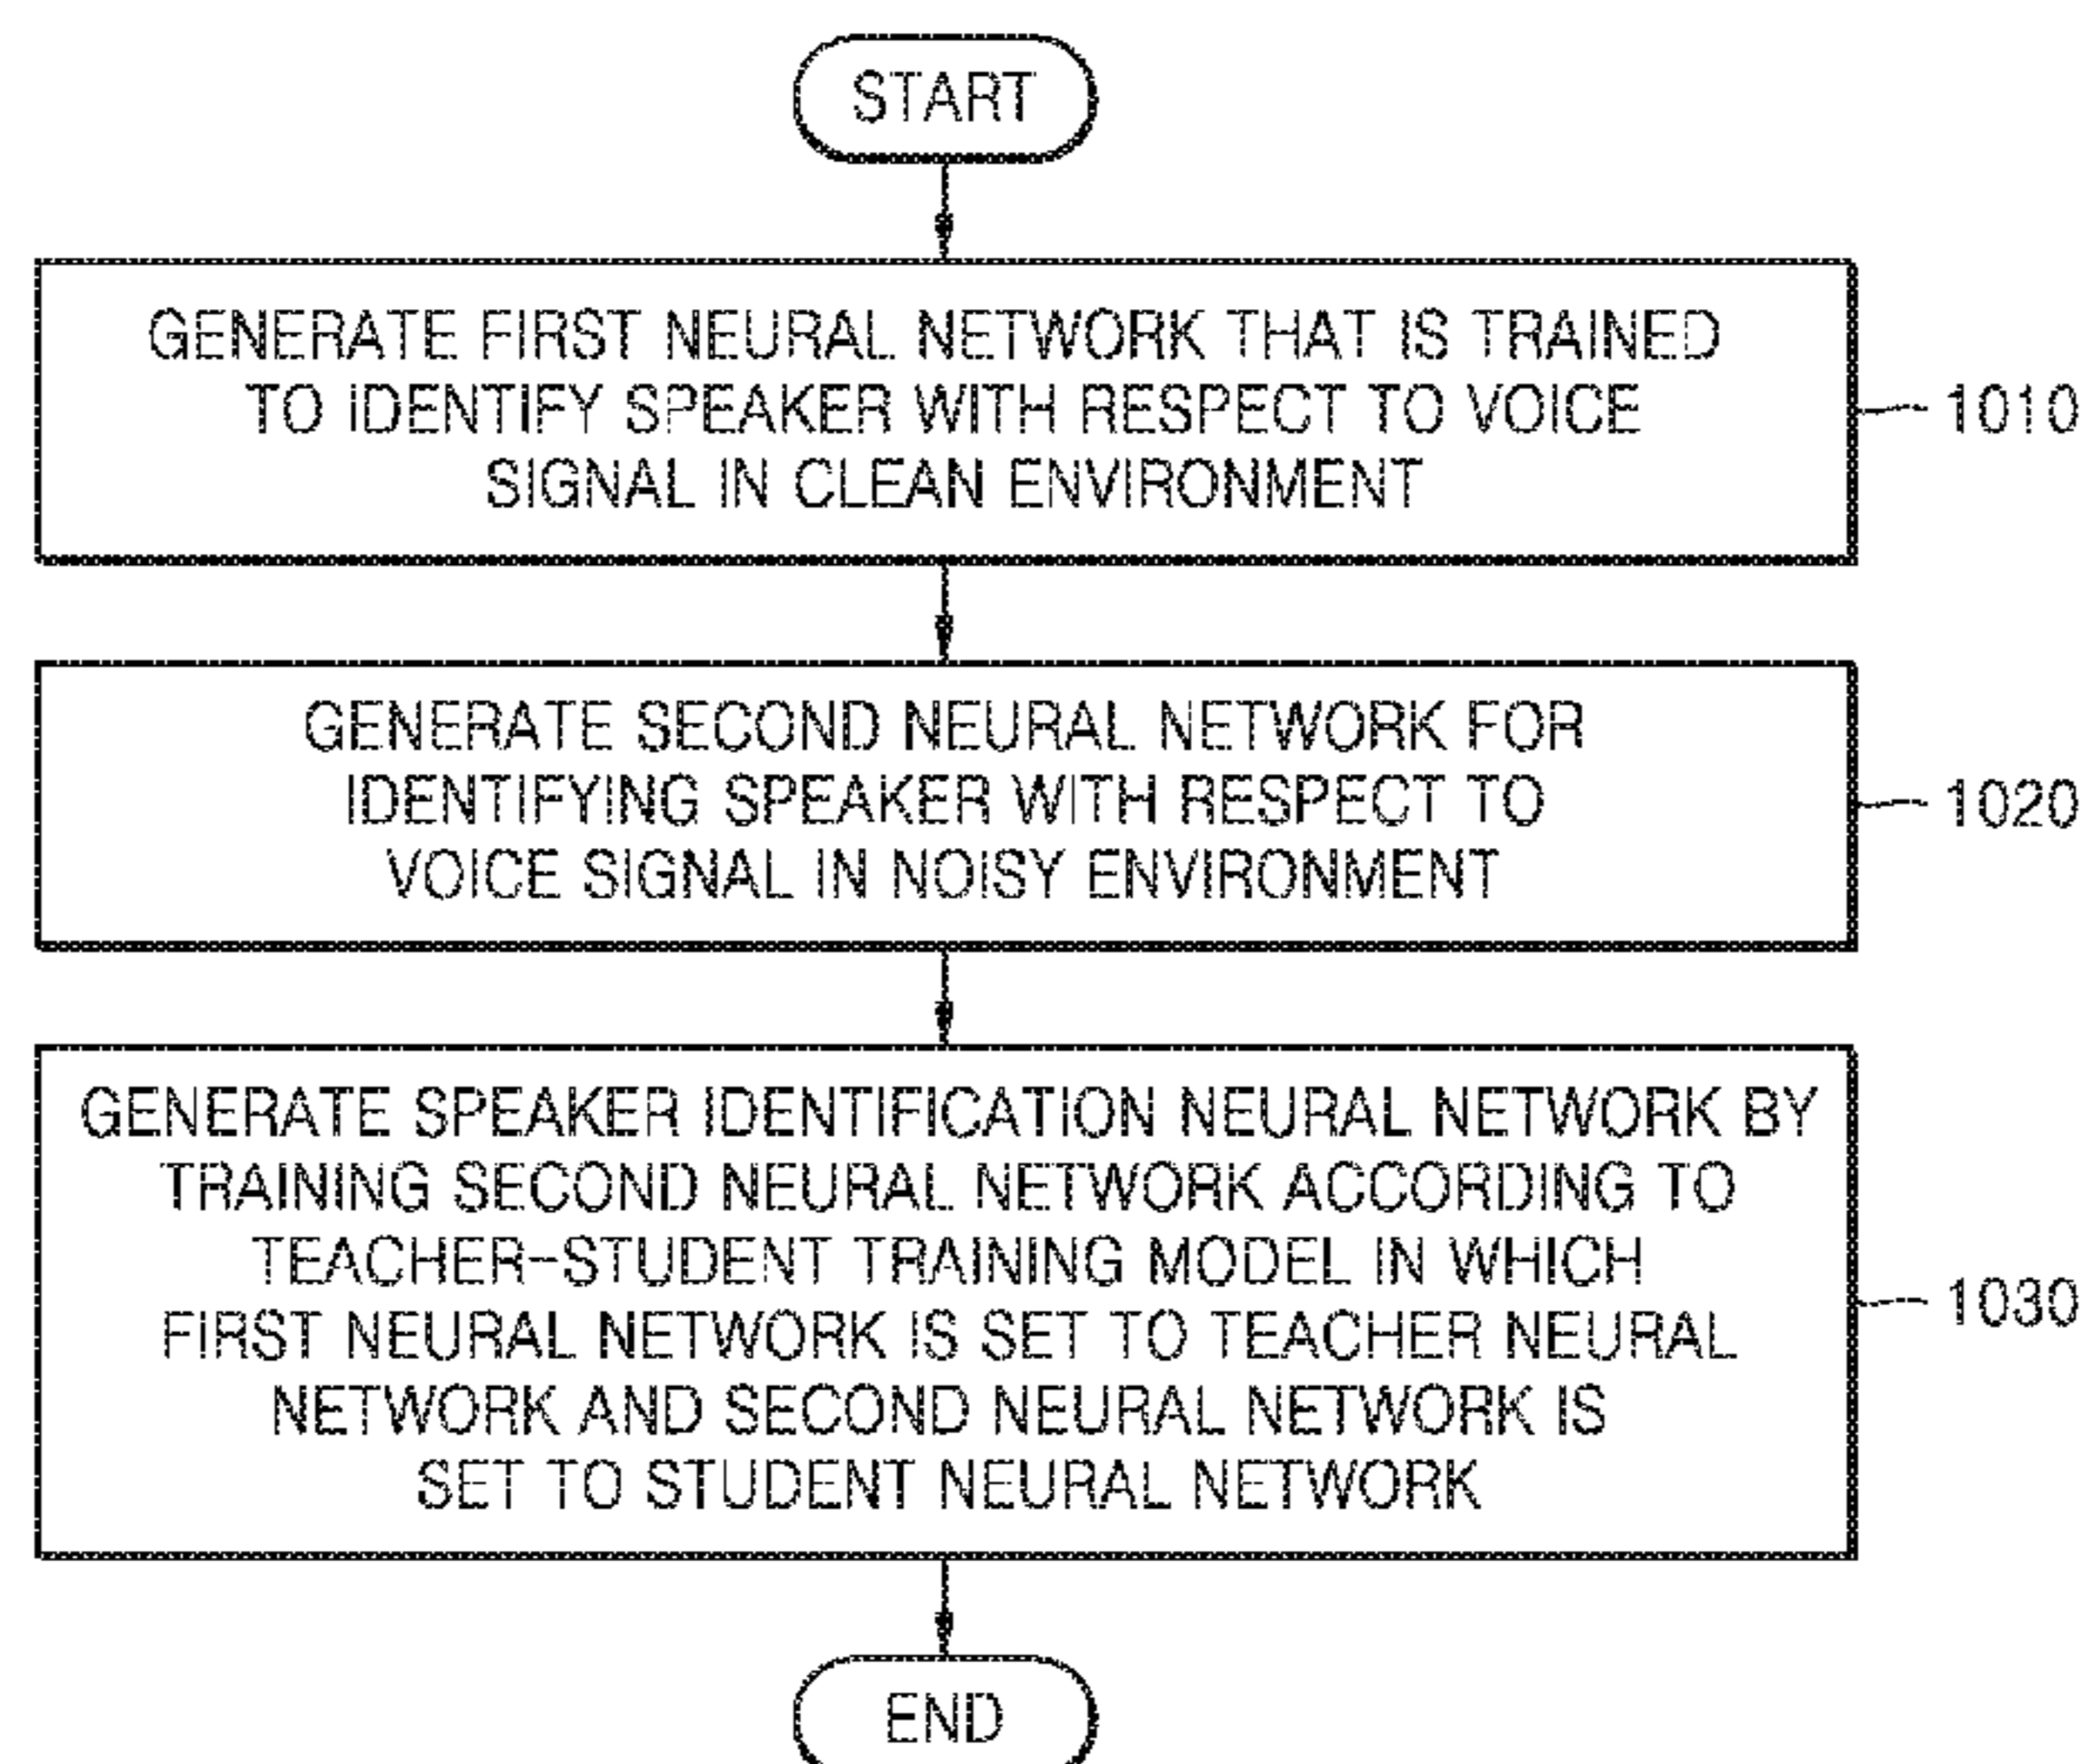 START
GENERATE FIRST NEURAL NETWORK THAT IS TRAINED
TO IDENTIFY SPEAKER WITH RESPECT TO VOICE
SIGNAL IN CLEAN ENVIRONMENT
1010
GENERATE SECOND NEURAL NETWORK FOR
IDENTIFYING SPEAKER WITH RESPECT TO
VOICE SIGNAL IN NOISY ENVIRONMENT
1020
GENERATE SPEAKER IDENTIFICATION NEURAL NETWORK BY
TRAINING SECOND NEURAL NETWORK ACCORDING TO
TEACHER-STUDENT TRAINING MODEL IN WHICH
FIRST NEURAL NETWORK IS SET TO TEACHER NEURAL
NETWORK AND SECOND NEURAL NETWORK IS
SET TO STUDENT NEURAL NETWORK
1030
END